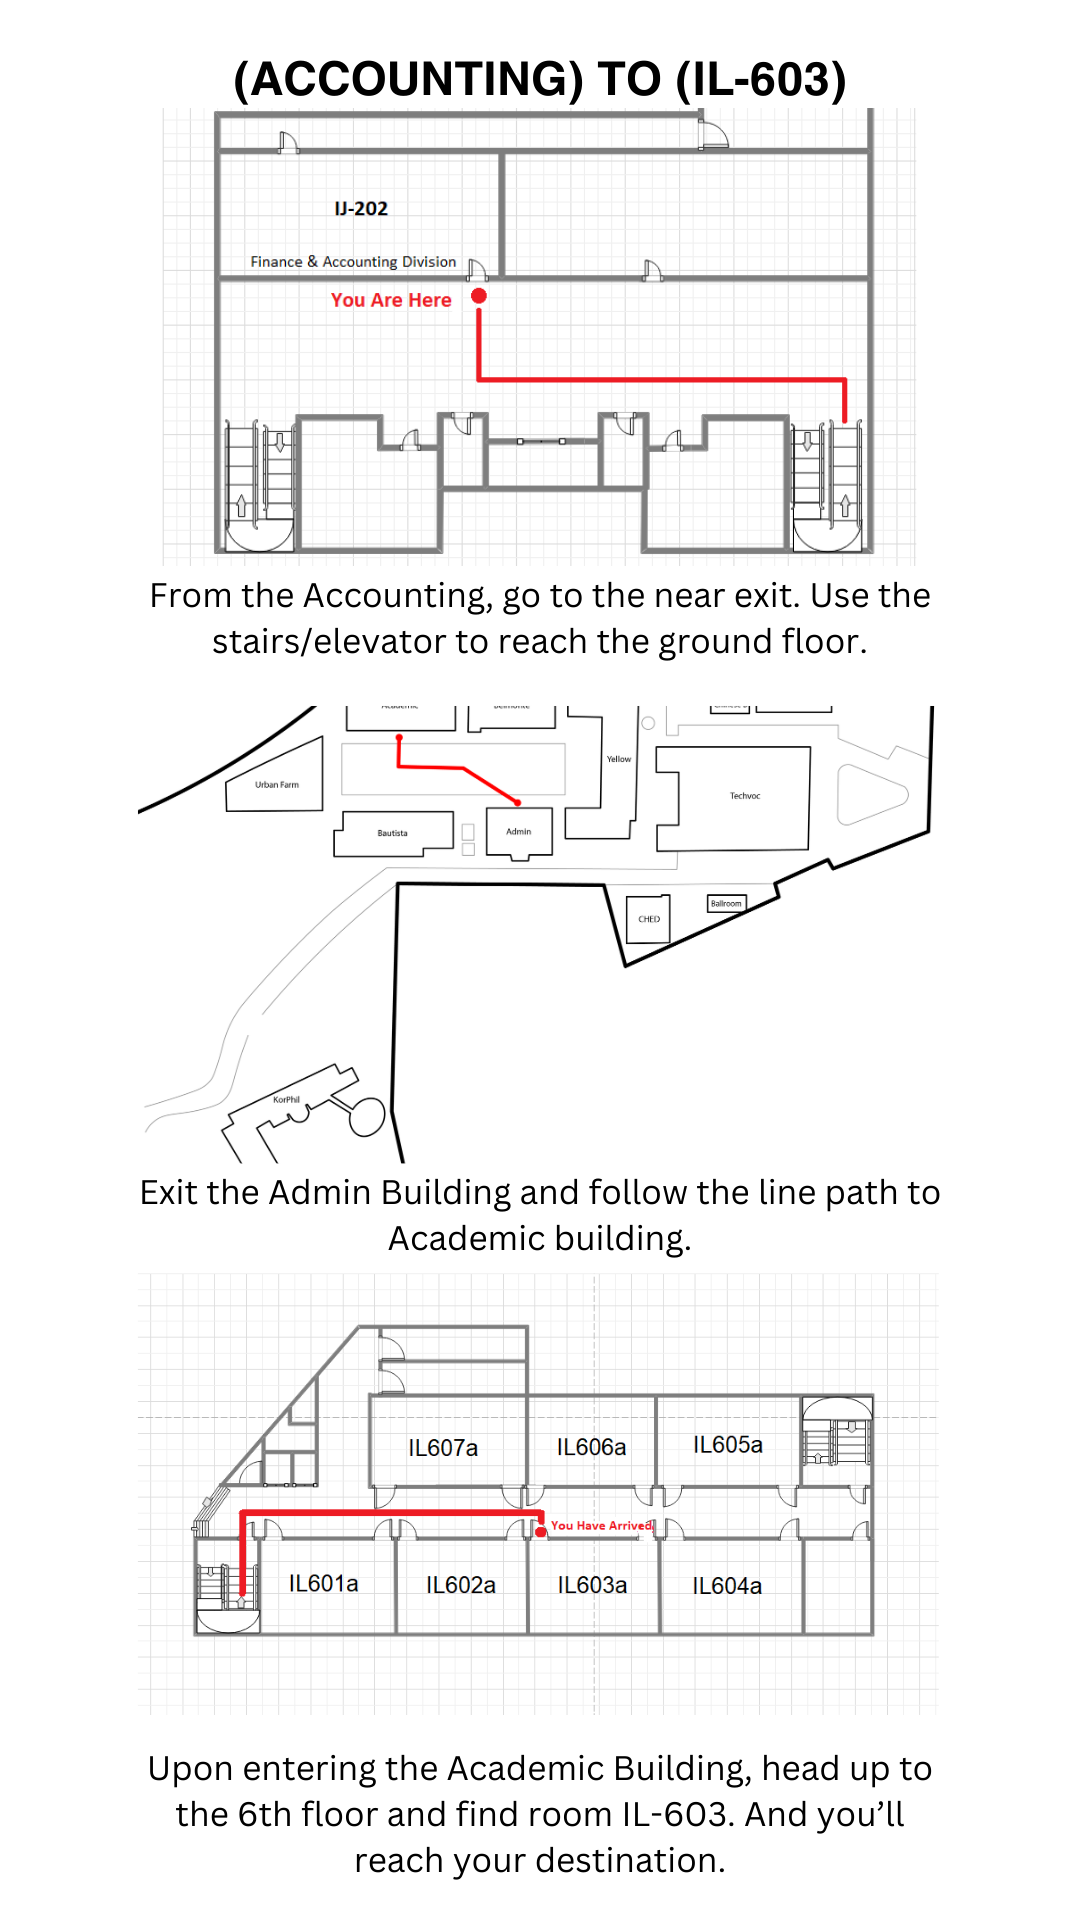 (ACCOUNTING) TO (IL-603)
IJ-202
Finance & Accounting Division
You Are Here
From the Accounting, go to the near exit. Use the
stairs/elevator to reach the ground floor.
Academic
Belmonte
Yellow
Urban Farm
Techvoc
Bautista
Admin
CHED
Ballroom
KorPhil
Exit the Admin Building and follow the line path to
Academic building.
IL607a
IL606a
IL605a
You Have Arrived
IL601a
IL602a
IL603a
IL604a
Upon entering the Academic Building, head up to
the 6th floor and find room IL-603. And you’ll
reach your destination.